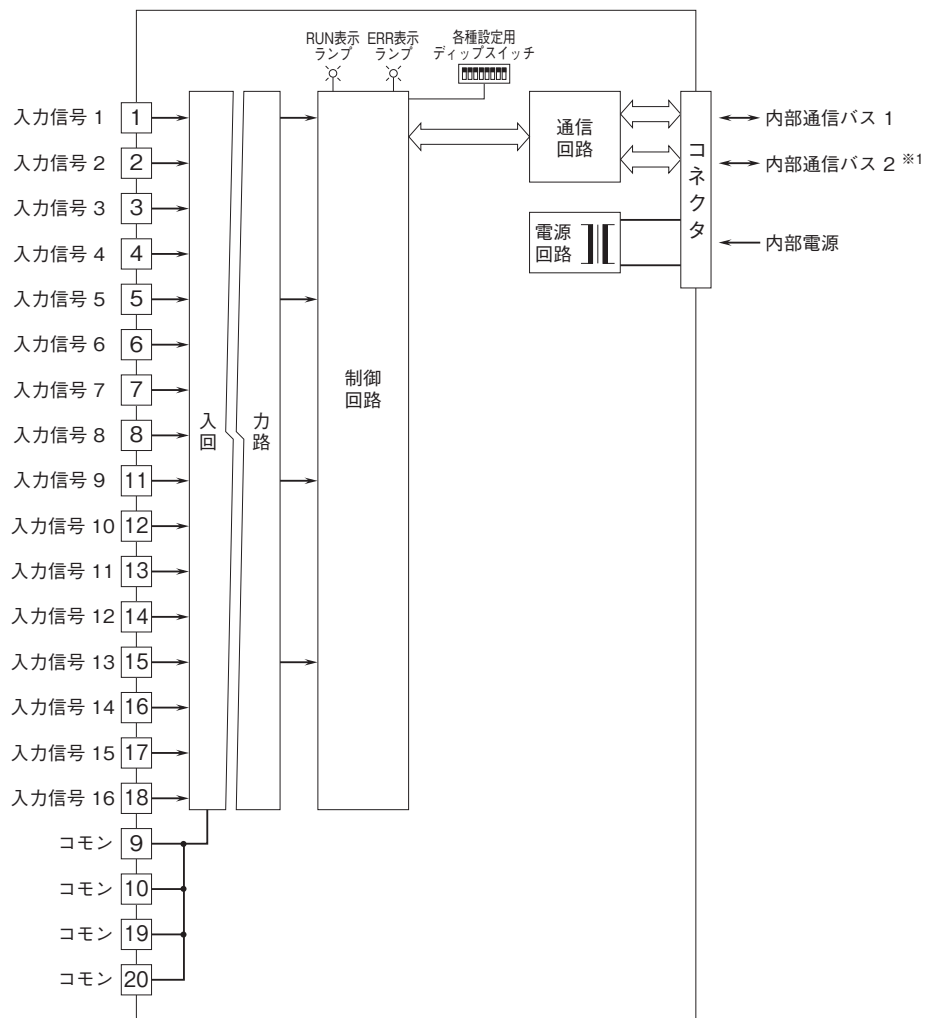 RUN表示
ランプ
ERR表示
ランプ
各種設定用
ディップスイッチ
入力信号 1 1
入力信号 2 2
入力信号 3 3
入力信号 4 4
入力信号 5 5
入力信号 6 6
入力信号 7 7
入力信号 8 8
入力信号 9 11
入力信号 10 12
入力信号 11 13
入力信号 12 14
入力信号 13 15
入力信号 14 16
入力信号 15 17
入力信号 16 18
コモン 9
コモン 10
コモン 19
コモン 20
入 力
回 路
制御
回路
通信
回路
電源
回路
コネクタ
内部通信バス 1
内部通信バス 2 ※1
内部電源